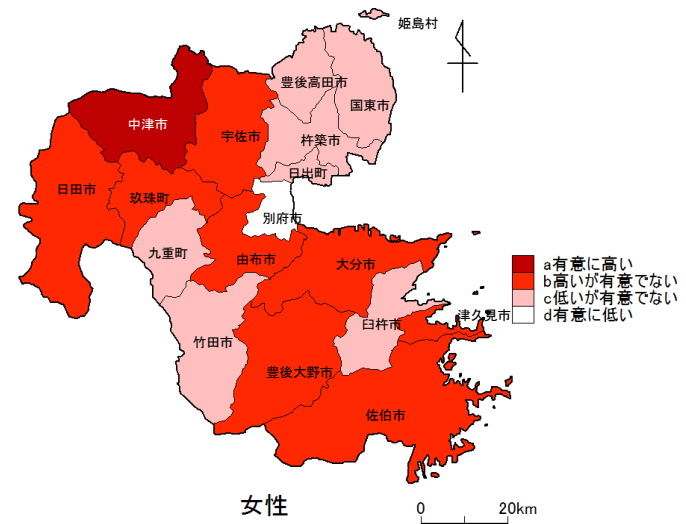 姫島村
豊後高田市
国東市
中津市
宇佐市
杵築市
日出町
日田市
玖珠町
別府市
九重町
由布市
大分市
a有意に高い
b高いが有意でない
c低いが有意でない
d有意に低い
津久見市
臼杵市
竹田市
豊後大野市
佐伯市
女性
0 20km